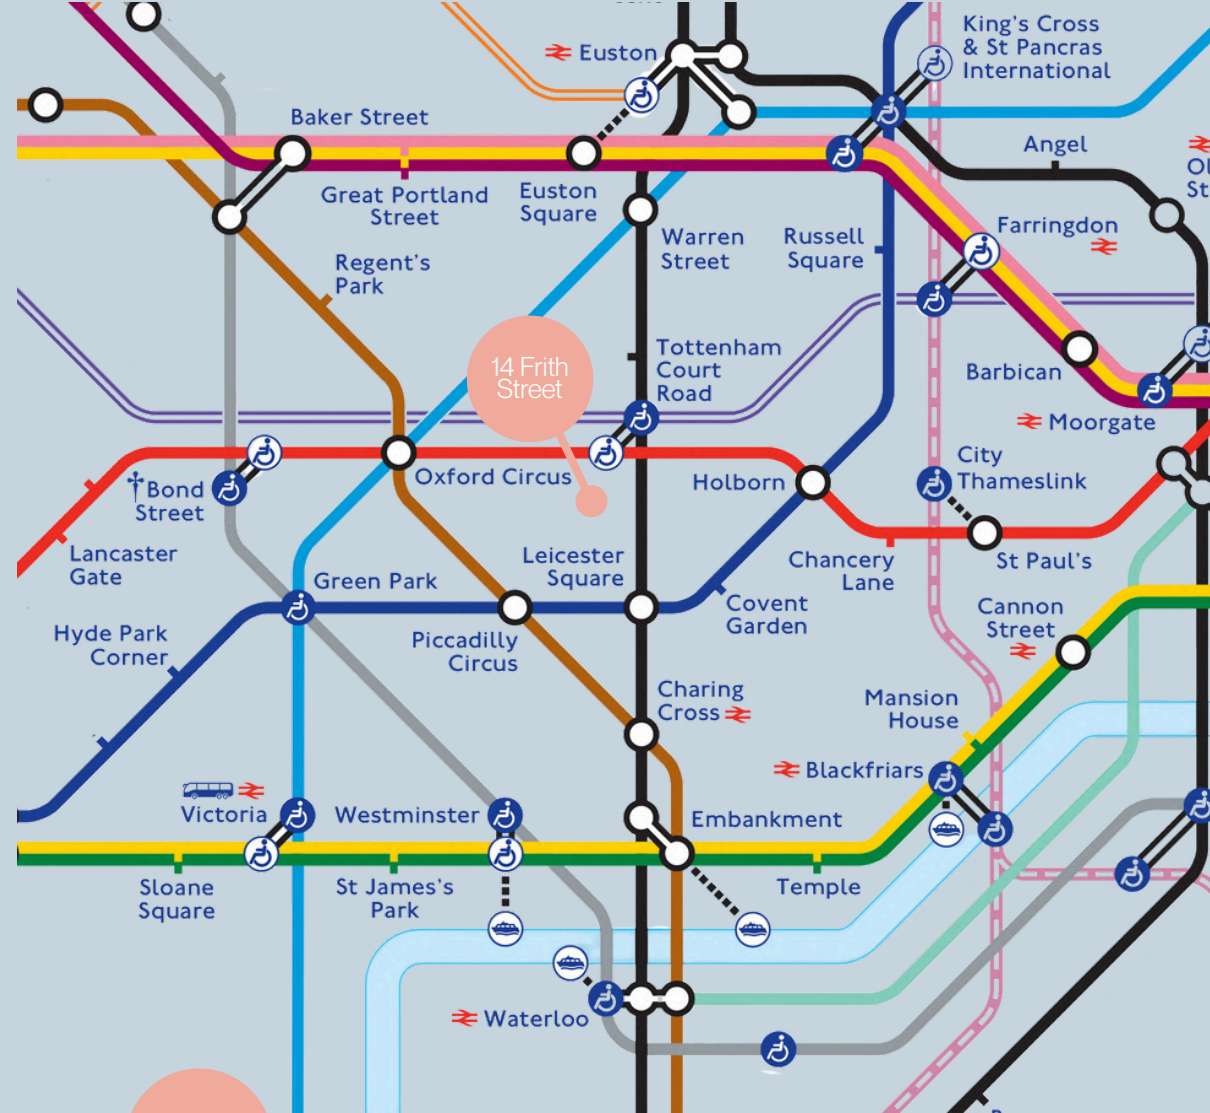 Euston
King's Cross
& St Pancras
International
Baker Street
Angel
Great Portland
Street
Euston
Square
Warren
Street
Russell
Square
Farringdon
Regent's
Park
14 Frith
Street
Tottenham
Court
Road
Barbican
Moorgate
Oxford Circus
Holborn
City
Thameslink
†Bond
Street
Lancaster
Gate
Chancery
Lane
St Paul's
Leicester
Square
Green Park
Covent
Garden
Cannon
Street
Hyde Park
Corner
Piccadilly
Circus
Charing
Cross
Mansion
House
Blackfriars
Victoria
Westminster
Embankment
Sloane
Square
St James's
Park
Temple
Waterloo